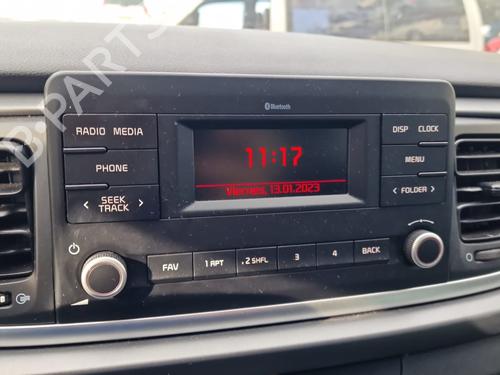 B-PARTS
Bluetooth
RADIO MEDIA
DISP CLOCK
PHONE
11:17
MENU
Viernes, 13.01.2023
SEEK
TRACK
FOLDER
FAV
1 RPT
2 SHFL
3
4
BACK